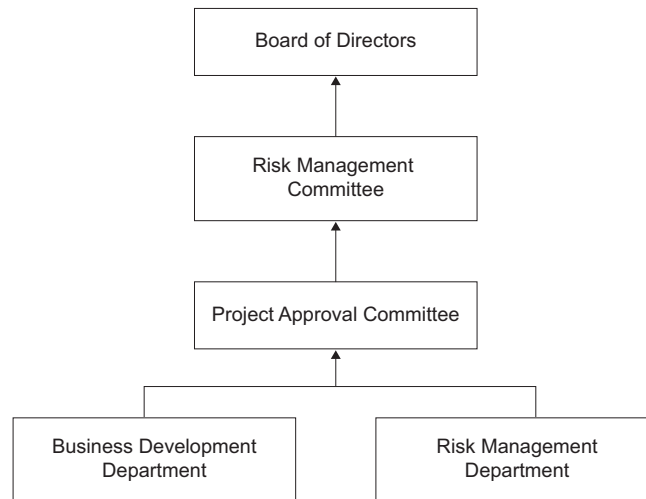 Board of Directors
Risk Management
Committee
Project Approval Committee
Business Development
Department
Risk Management
Department